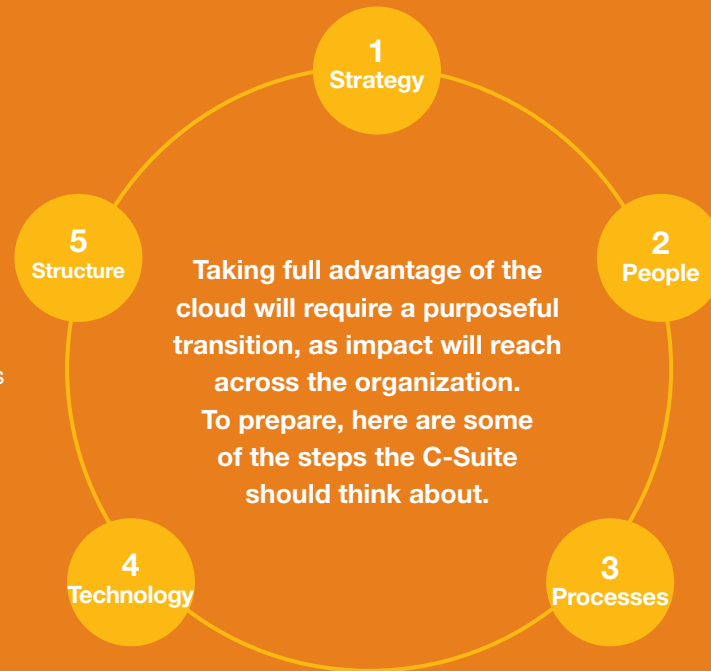 1
Strategy
2
People
3
Processes
4
Technology
5
Structure
Taking full advantage of the
cloud will require a purposeful
transition, as impact will reach
across the organization.
To prepare, here are some
of the steps the C-Suite
should think about.
s